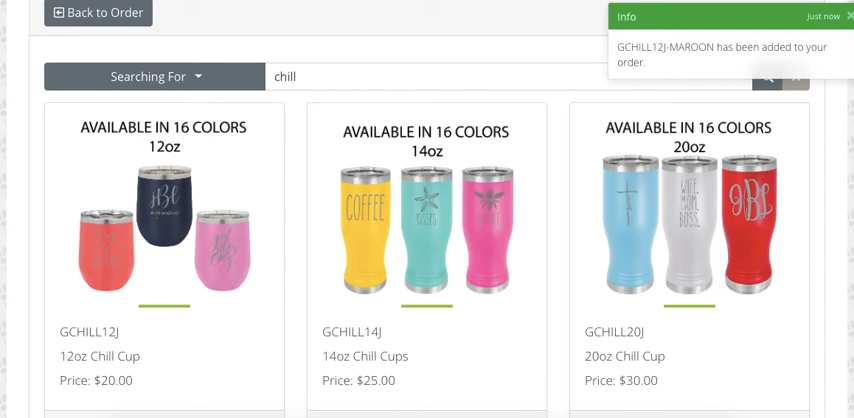 Back to Order
Info
Just now
GCHILL12J-MAROON has been added to your
order.
Searching For
chill
AVAILABLE IN 16 COLORS
12oz
AVAILABLE IN 16 COLORS
14oz
COFFEE
AVAILABLE IN 16 COLORS
20oz
WIFE.
MOM.
BOSS.
GCHILL12J
12oz Chill Cup
Price: $20.00
GCHILL14J
14oz Chill Cups
Price: $25.00
GCHILL20J
20oz Chill Cup
Price: $30.00